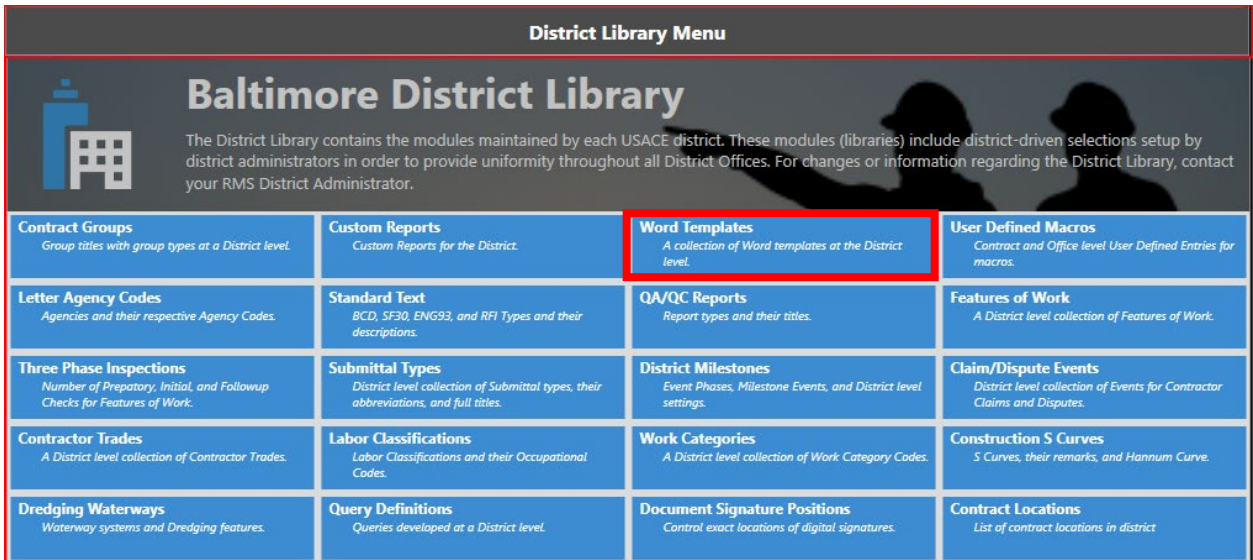 District Library Menu
Baltimore District Library
The District Library contains the modules maintained by each USACE district. These modules (libraries) include district-driven selections setup by
district administrators in order to provide uniformity throughout all District Offices. For changes or information regarding the District Library, contact
your RMS District Administrator.
Contract Groups
Group titles with group types at a District level.
Custom Reports
Custom Reports for the District.
Word Templates
A collection of Word templates at the District
level.
User Defined Macros
Contract and Office level User Defined Entries for
macros.
Letter Agency Codes
Agencies and their respective Agency Codes.
Standard Text
BCD, SF30, ENG93, and RFI Types and their
descriptions.
QA/QC Reports
Report types and their titles.
Features of Work
A District level collection of Features of Work.
Three Phase Inspections
Number of Prepatory, Initial, and Followup
Checks for Features of Work.
Submittal Types
District level collection of Submittal types, their
abbreviations, and full titles.
District Milestones
Event Phases, Milestone Events, and District level
settings.
Claim/Dispute Events
District level collection of Events for Contractor
Claims and Disputes.
Contractor Trades
A District level collection of Contractor Trades.
Labor Classifications
Labor Classifications and their Occupational
Codes.
Work Categories
A District level collection of Work Category Codes.
Construction S Curves
S Curves, their remarks, and Hannum Curve.
Dredging Waterways
Waterway systems and Dredging features.
Query Definitions
Queries developed at a District level.
Document Signature Positions
Control exact locations of digital signatures.
Contract Locations
List of contract locations in district